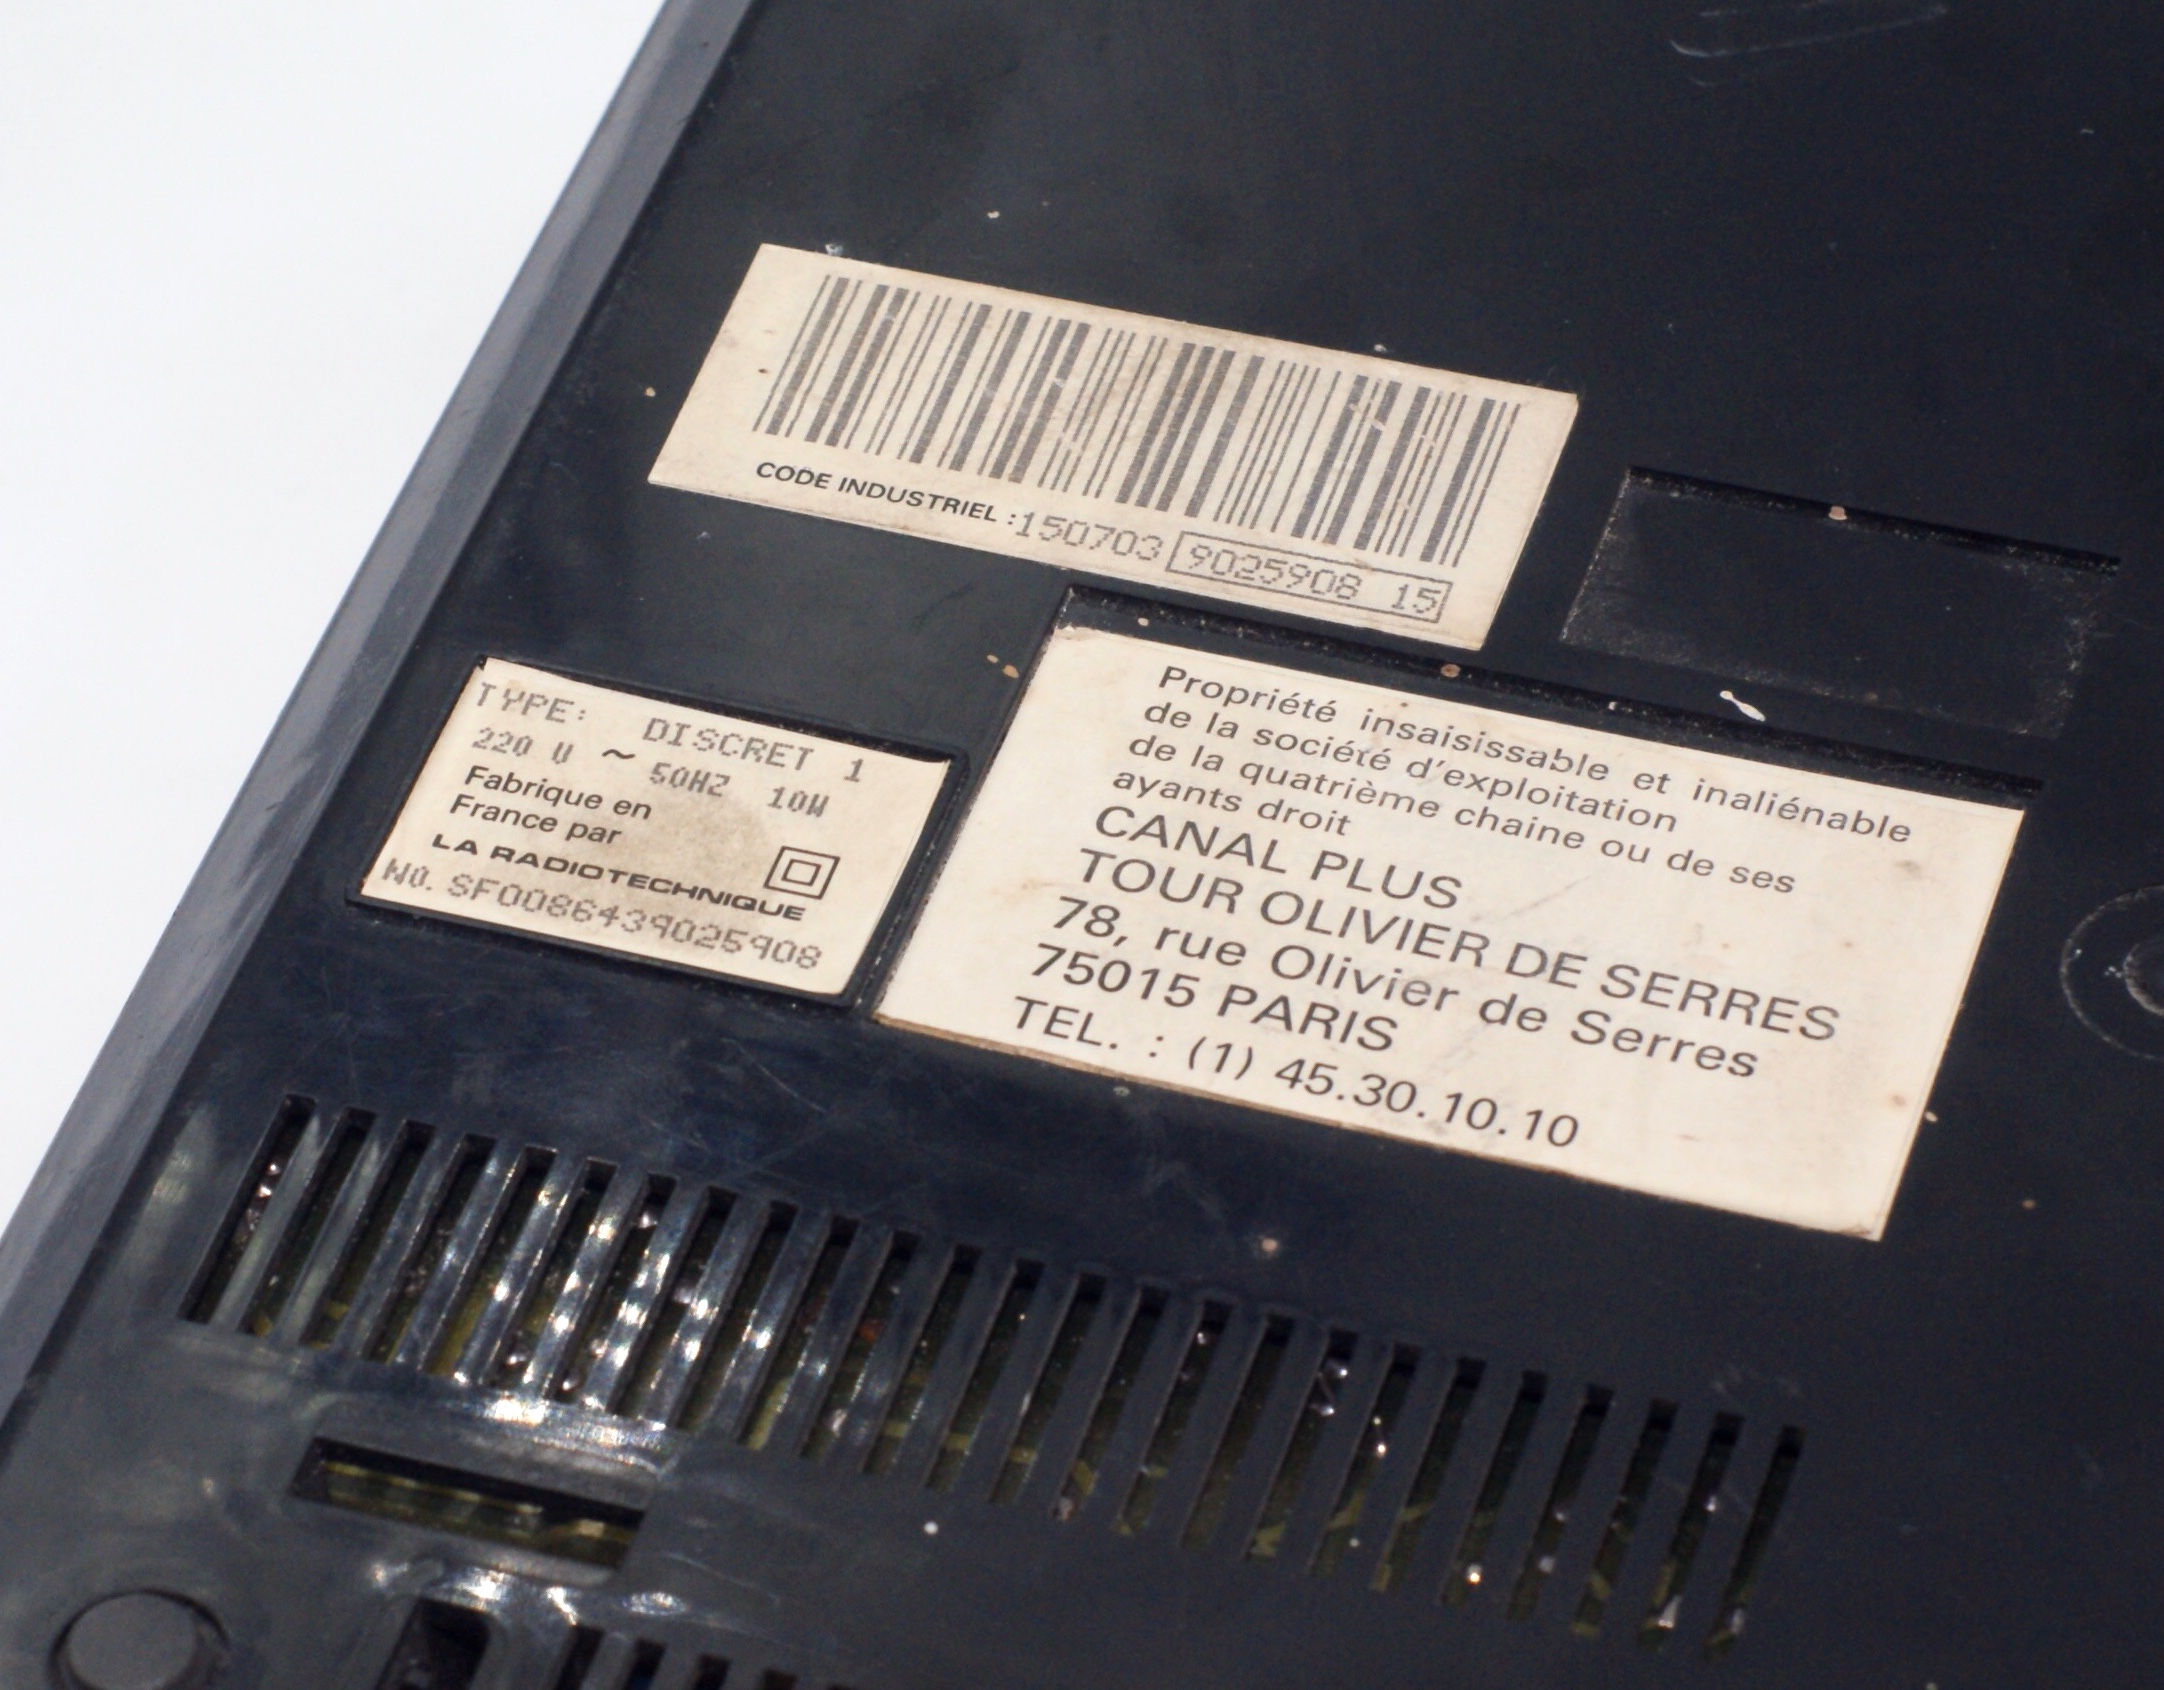 CODE INDUSTRIEL : 150703 9025908 15
TYPE: DISCRET 1
220 V ~ 50HZ 10W
Fabrique en
France par
LA RADIOTECHNIQUE
NO. SF0086439025908
Propriété insaisissable et inaliénable
de la société d'exploitation
de la quatrième chaine ou de ses
ayants droit
CANAL PLUS
TOUR OLIVIER DE SERRES
78, rue Olivier de Serres
75015 PARIS
TEL. : (1) 45.30.10.10